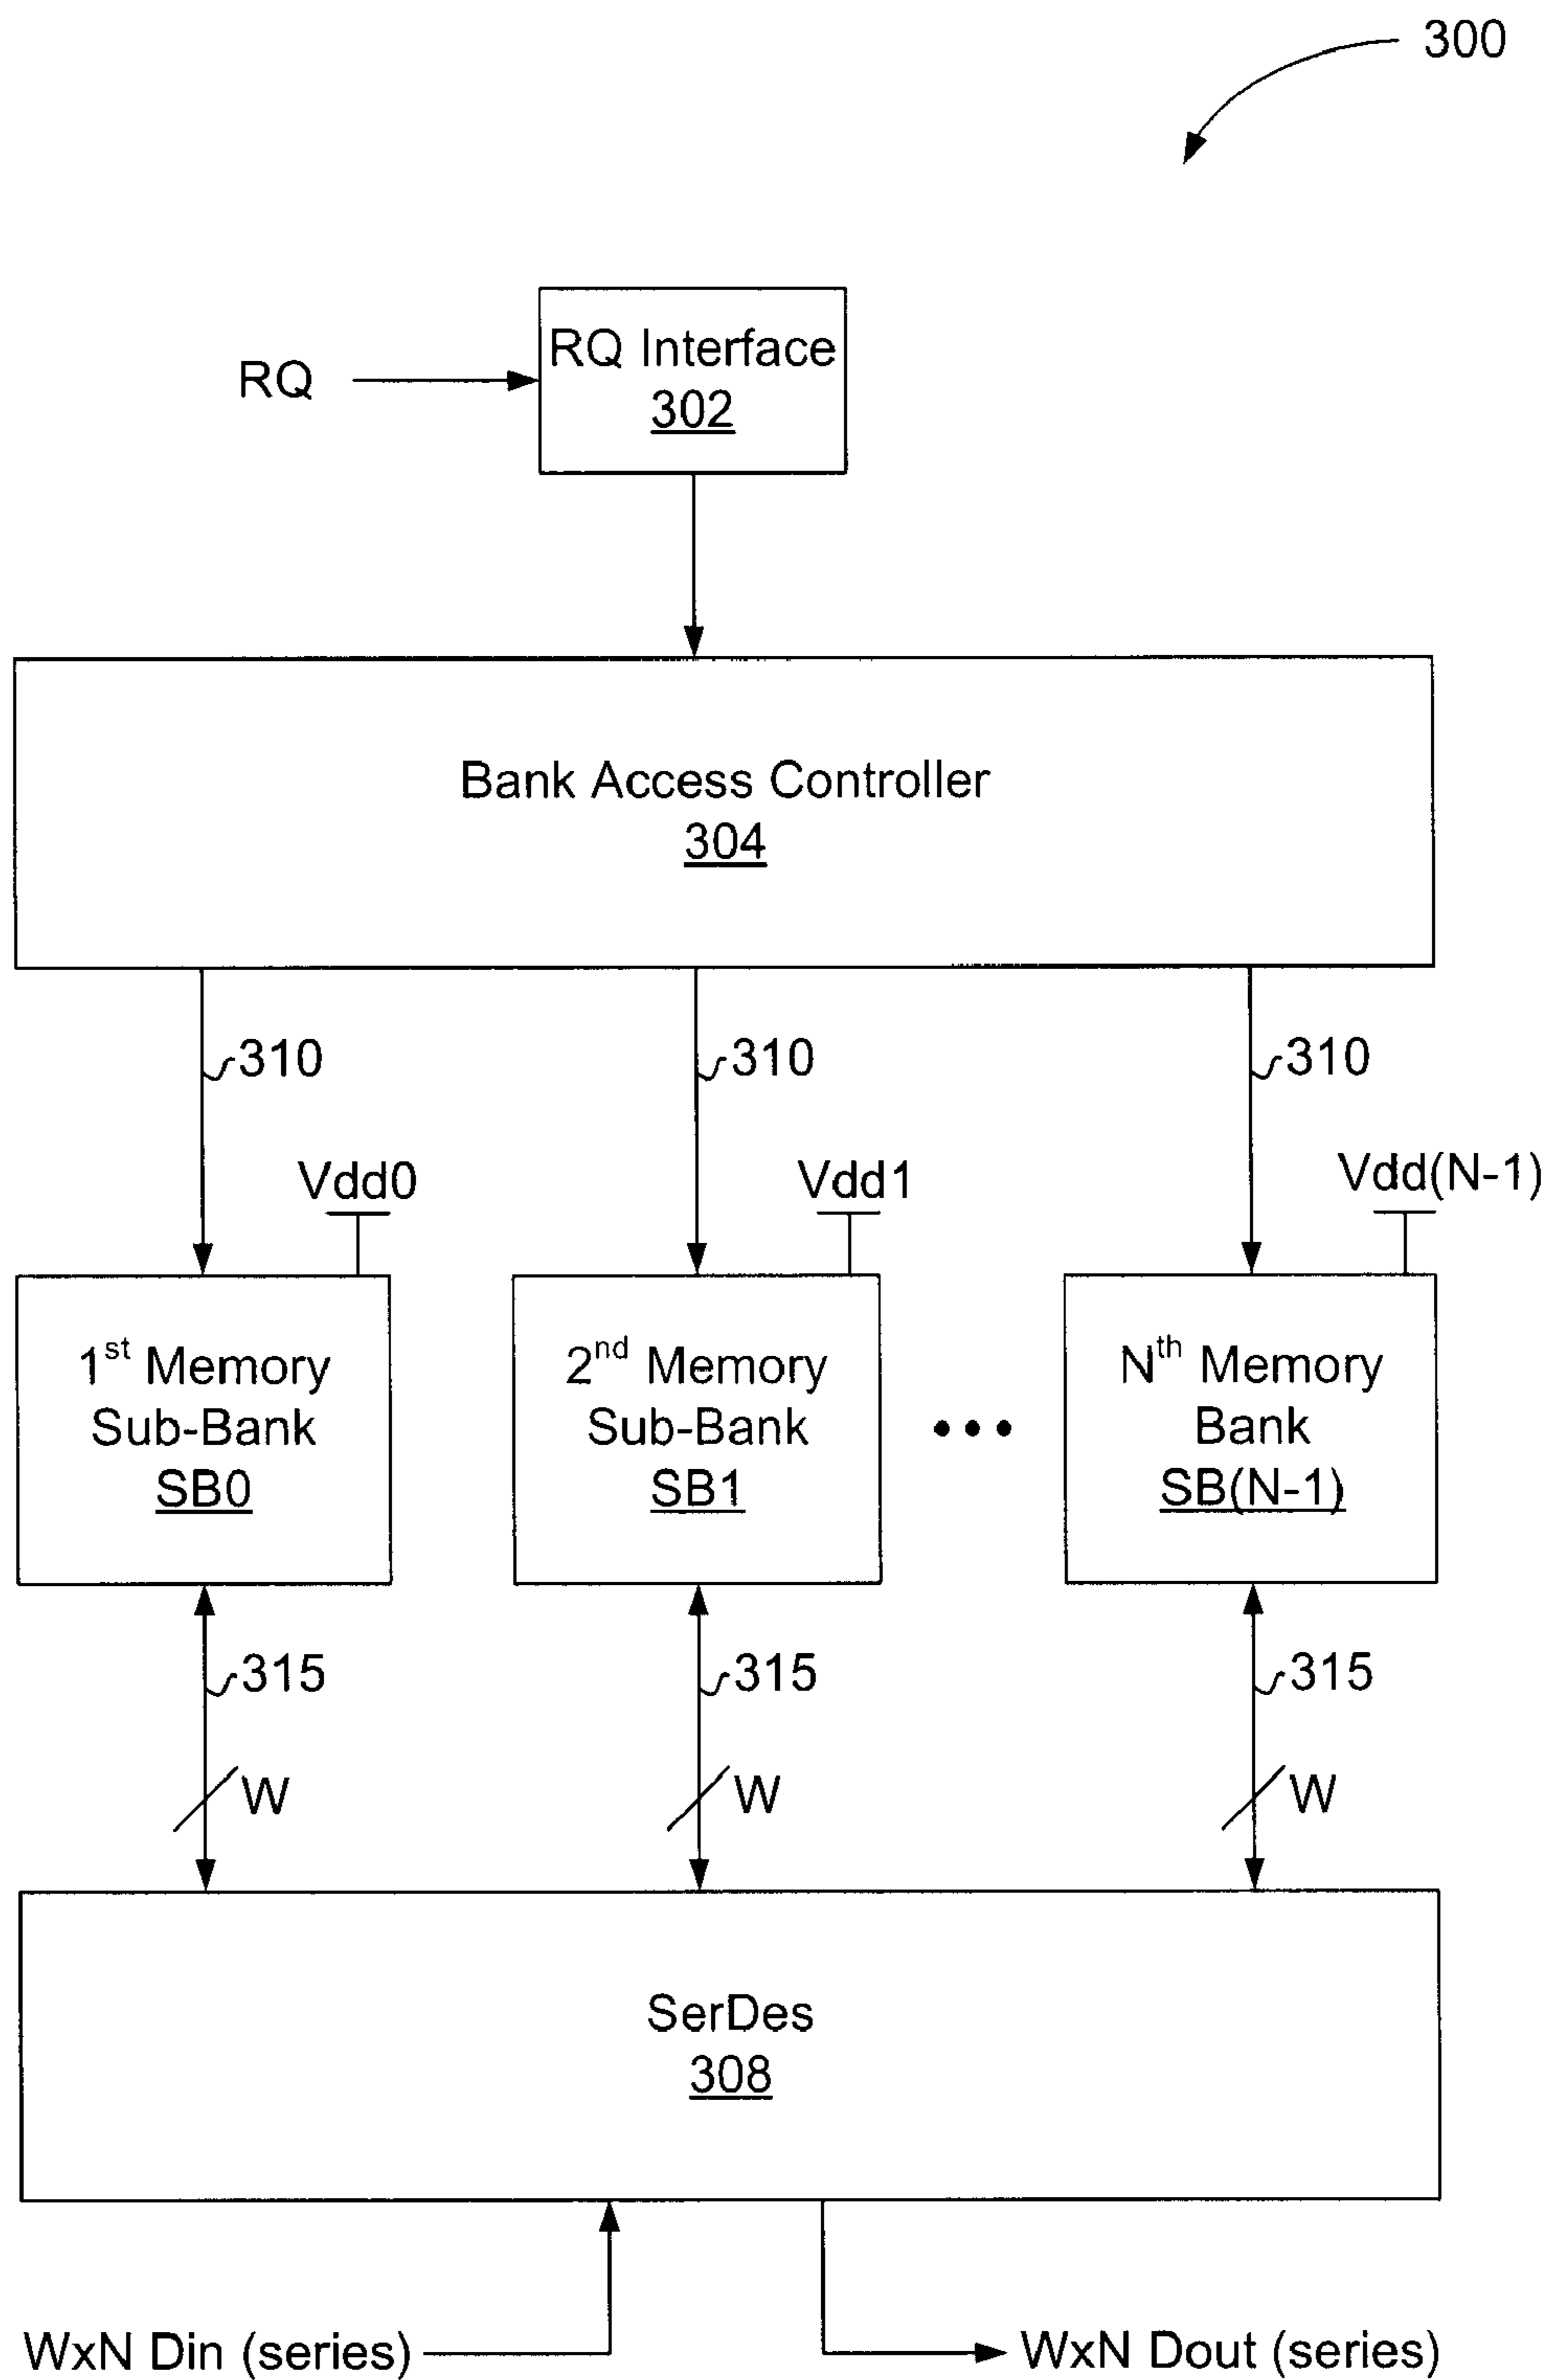 300
RQ
RQ Interface
302
Bank Access Controller
304
310
310
310
Vdd0
Vdd1
Vdd(N-1)
1st Memory
Sub-Bank
SB0
2nd Memory
Sub-Bank
SB1
•••
Nth Memory
Bank
SB(N-1)
315
315
315
W
W
W
SerDes
308
WxN Din (series)
WxN Dout (series)